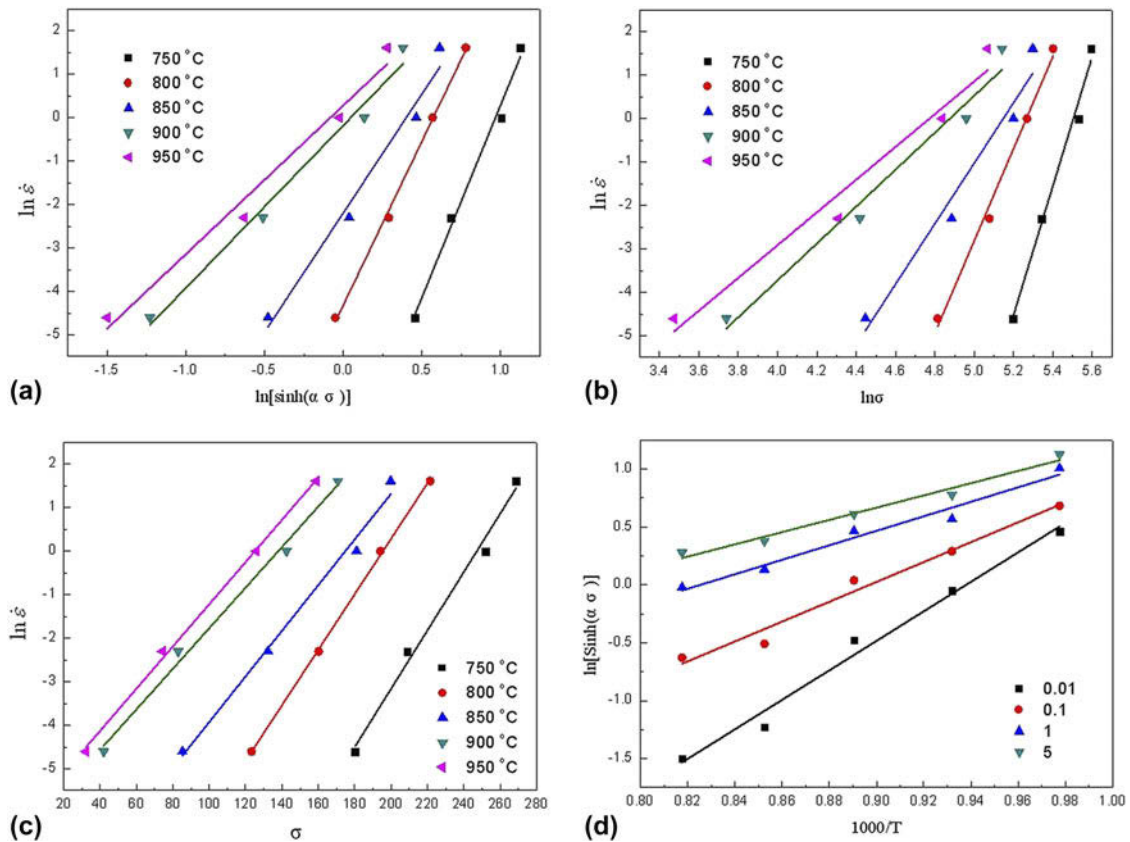 2
1
0
-1
-2
-3
-4
-5
ln ε̇
750°C
800°C
850°C
900°C
950°C
-1.5 -1.0 -0.5 0.0 0.5 1.0
ln[sinh(α σ )]
(a)
2
1
0
-1
-2
-3
-4
-5
ln ε̇
750°C
800°C
850°C
900°C
950°C
3.4 3.6 3.8 4.0 4.2 4.4 4.6 4.8 5.0 5.2 5.4 5.6
lnσ
(b)
2
1
0
-1
-2
-3
-4
-5
ln ε̇
750°C
800°C
850°C
900°C
950°C
20 40 60 80 100 120 140 160 180 200 220 240 260 280
σ
(c)
1.0
0.5
0.0
-0.5
-1.0
-1.5
ln[Sinh(α σ )]
0.01
0.1
1
5
0.80 0.82 0.84 0.86 0.88 0.90 0.92 0.94 0.96 0.98 1.00
1000/T
(d)